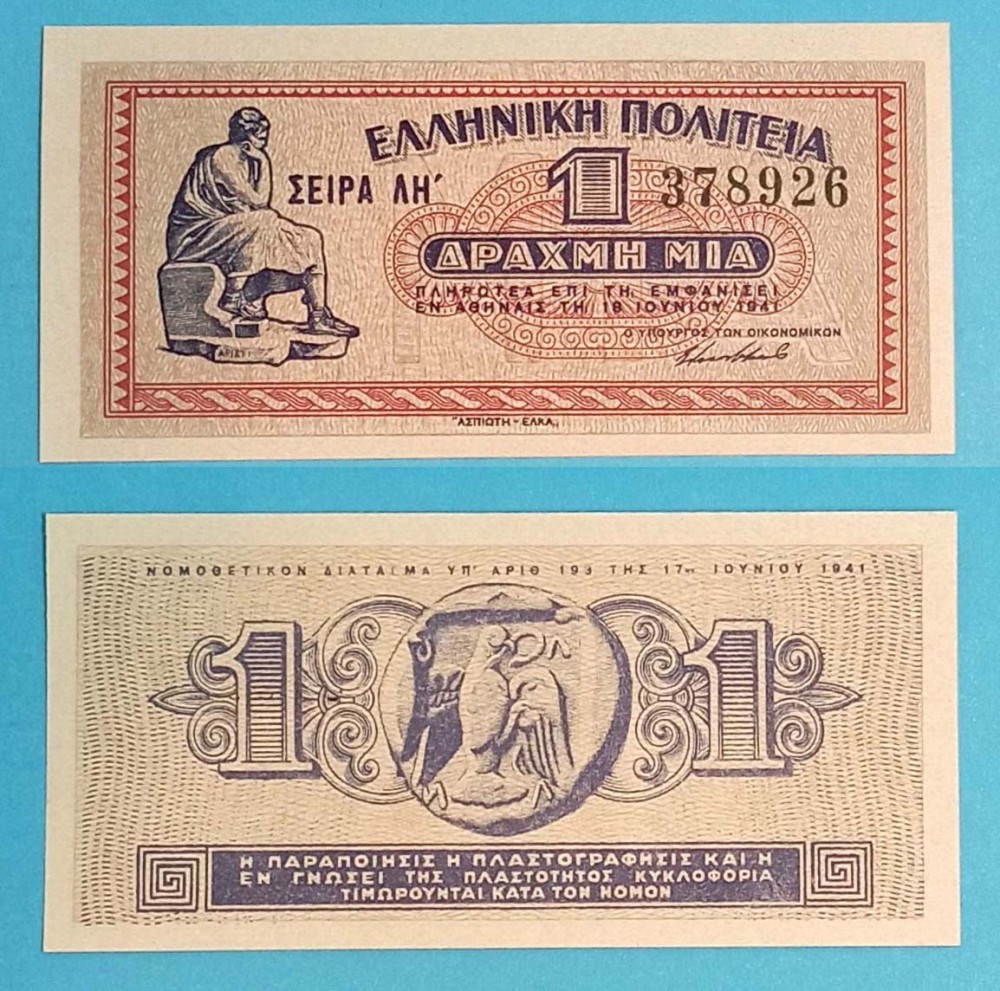 ΕΛΛΗΝΙΚΗ ΠΟΛΙΤΕΙΑ
ΣΕΙΡΑ ΛΗ΄
1
378926
ΔΡΑΧΜΗ ΜΙΑ
ΠΛΗΡΩΤΕΑ ΕΠΙ ΤΗ, ΕΜΦΑΝΙΣΕΙ
ΕΝ ΑΘΗΝΑΙΣ ΤΗ, 18 ΙΟΥΝΙΟΥ 1941
Ο ΥΠΟΥΡΓΟΣ ΤΩΝ ΟΙΚΟΝΟΜΙΚΩΝ
"ΑΣΠΙΩΤΗ - ΕΛΚΑ„
ΝΟΜΟΘΕΤΙΚΟΝ ΔΙΑΤΑΓΜΑ ΥΠ' ΑΡΙΘ 193 ΤΗΣ 17ης ΙΟΥΝΙΟΥ 1941
1 1
Η ΠΑΡΑΠΟΙΗΣΙΣ Η ΠΛΑΣΤΟΓΡΑΦΗΣΙΣ ΚΑΙ Η
ΕΝ ΓΝΩΣΕΙ ΤΗΣ ΠΛΑΣΤΟΤΗΤΟΣ ΚΥΚΛΟΦΟΡΙΑ
ΤΙΜΩΡΟΥΝΤΑΙ ΚΑΤΑ ΤΟΝ ΝΟΜΟΝ